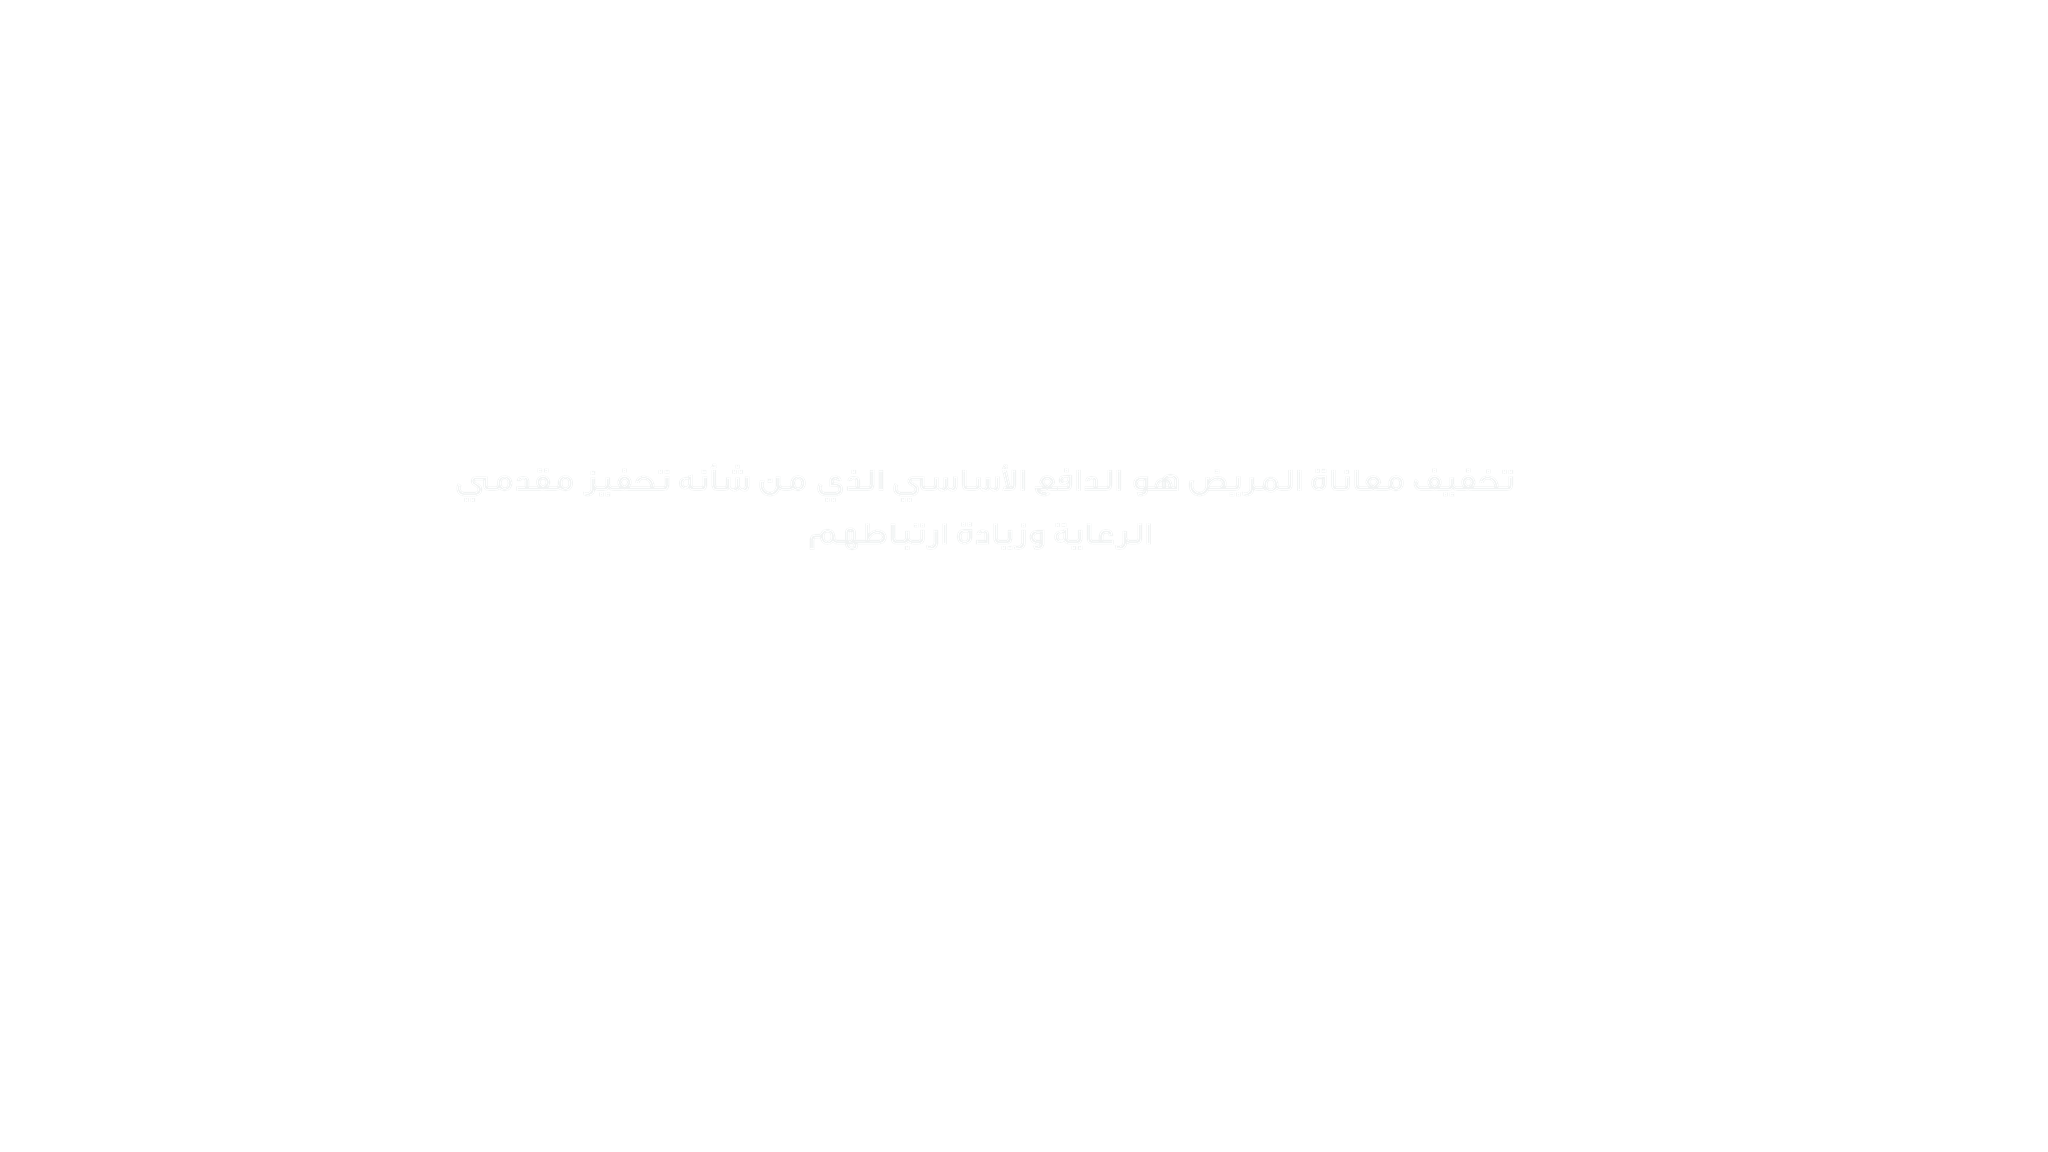 تخفيف معاناة المريض هو الدافع الأساسي الذي من شأنه تحفيز مقدمي
الرعاية وزيادة ارتباطهم